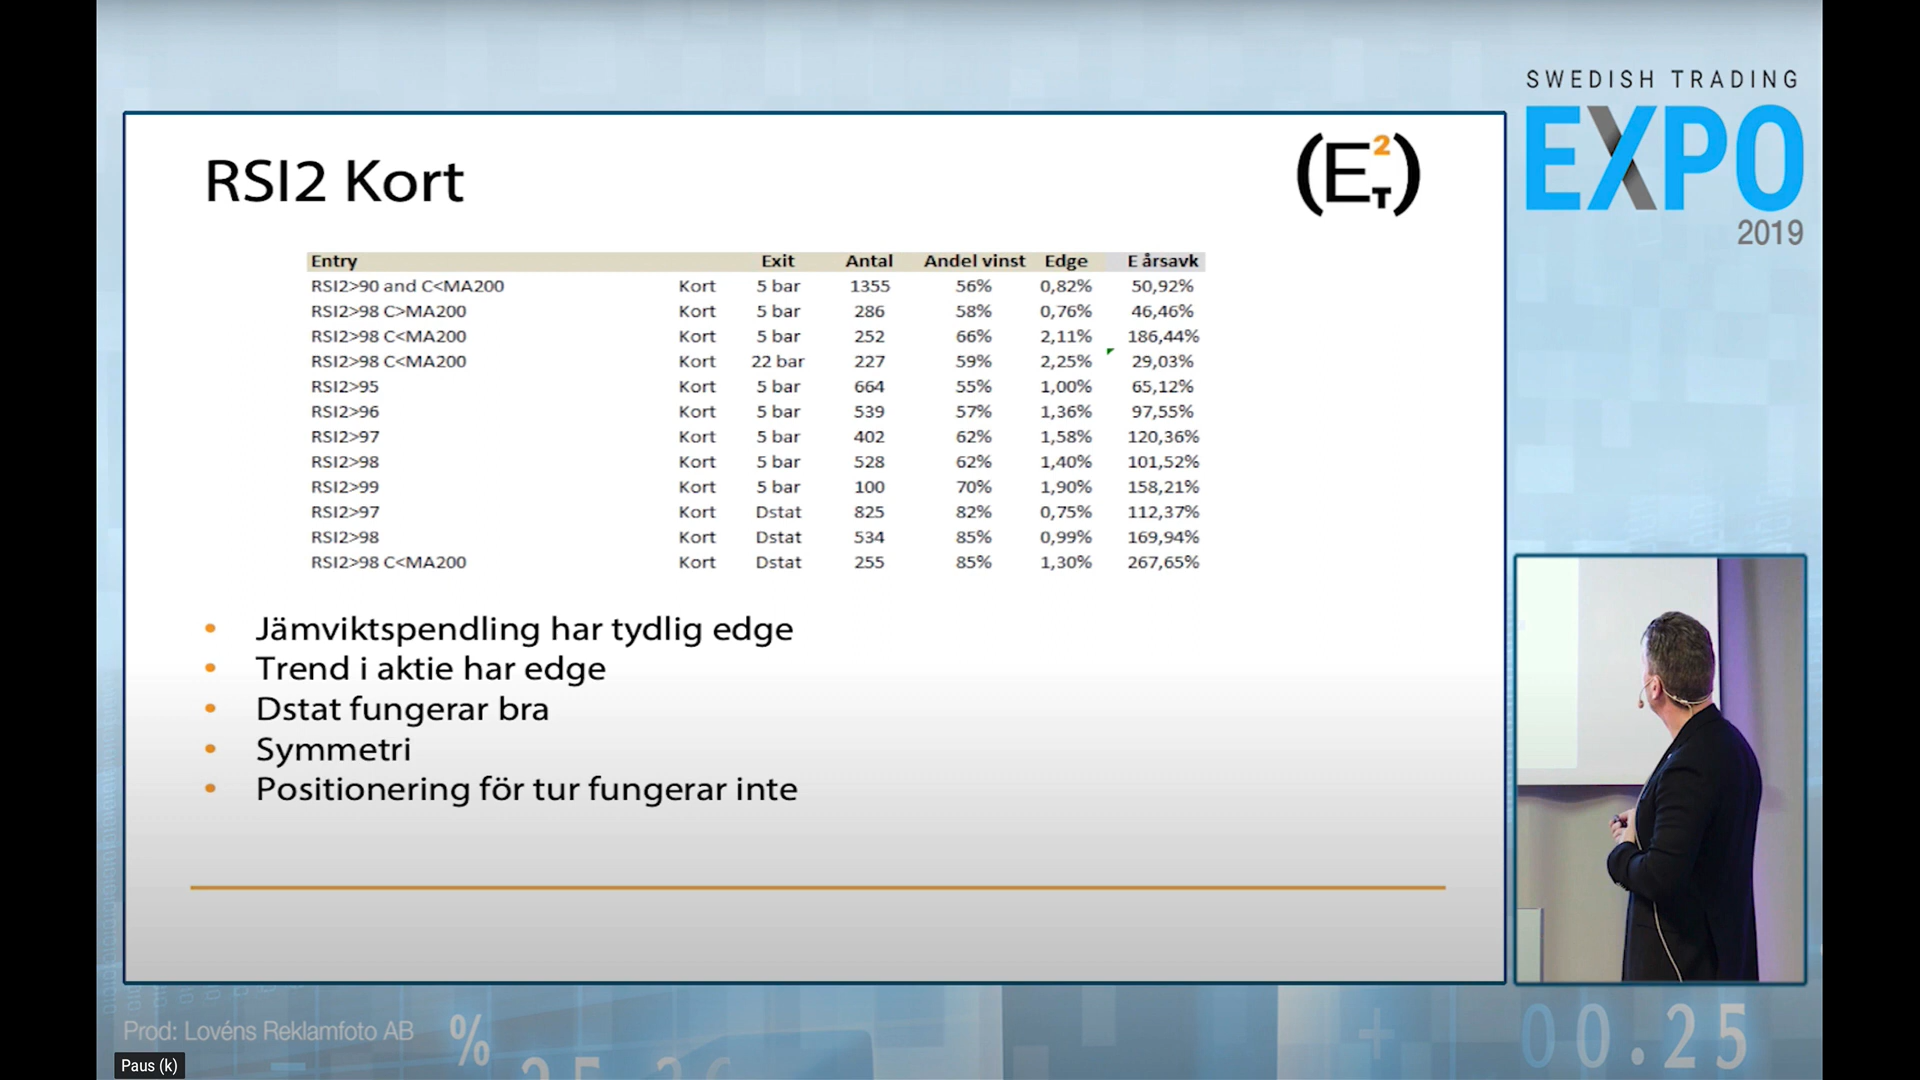 SWEDISH TRADING
EXPO
2019
RSI2 Kort
(E²T)
Entry Exit Antal Andel vinst Edge E årsavk
RSI2>90 and C<MA200 Kort 5 bar 1355 56% 0,82% 50,92%
RSI2>98 C>MA200 Kort 5 bar 286 58% 0,76% 46,46%
RSI2>98 C<MA200 Kort 5 bar 252 66% 2,11% 186,44%
RSI2>98 C<MA200 Kort 22 bar 227 59% 2,25% 29,03%
RSI2>95 Kort 5 bar 664 55% 1,00% 65,12%
RSI2>96 Kort 5 bar 539 57% 1,36% 97,55%
RSI2>97 Kort 5 bar 402 62% 1,58% 120,36%
RSI2>98 Kort 5 bar 528 62% 1,40% 101,52%
RSI2>99 Kort 5 bar 100 70% 1,90% 158,21%
RSI2>97 Kort Dstat 825 82% 0,75% 112,37%
RSI2>98 Kort Dstat 534 85% 0,99% 169,94%
RSI2>98 C<MA200 Kort Dstat 255 85% 1,30% 267,65%
• Jämviktspendling har tydlig edge
• Trend i aktie har edge
• Dstat fungerar bra
• Symmetri
• Positionering för tur fungerar inte
Prod: Lovéns Reklamfoto AB
%
+ 00.25
Paus (k)